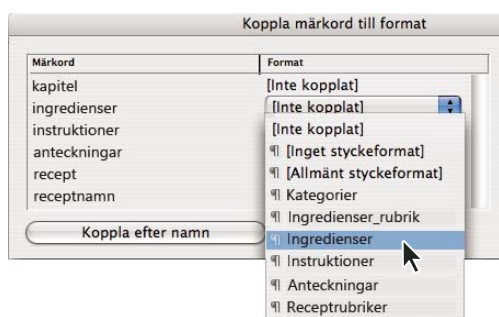 Koppla märkord till format
Märkord Format
kapitel [Inte kopplat]
ingredienser [Inte kopplat]
instruktioner [Inte kopplat]
anteckningar ¶ [Inget styckeformat]
recept ¶ [Allmänt styckeformat]
receptnamn ¶ Kategorier
¶ Ingredienser_rubrik
Koppla efter namn ¶ Ingredienser
¶ Instruktioner
¶ Anteckningar
¶ Receptrubriker